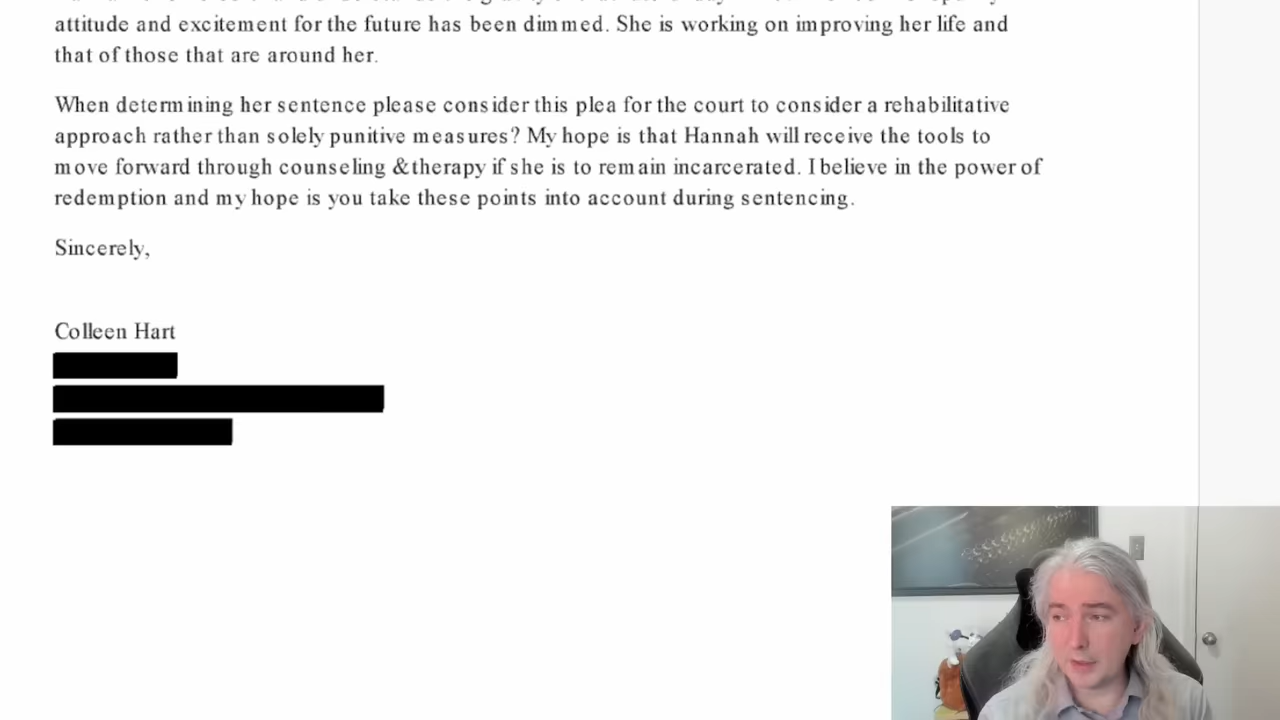 attitude and excitement for the future has been dimmed. She is working on improving her life and
that of those that are around her.
When determining her sentence please consider this plea for the court to consider a rehabilitative
approach rather than solely punitive measures? My hope is that Hannah will receive the tools to
move forward through counseling &therapy if she is to remain incarcerated. I believe in the power of
redemption and my hope is you take these points into account during sentencing.
Sincerely,
Colleen Hart